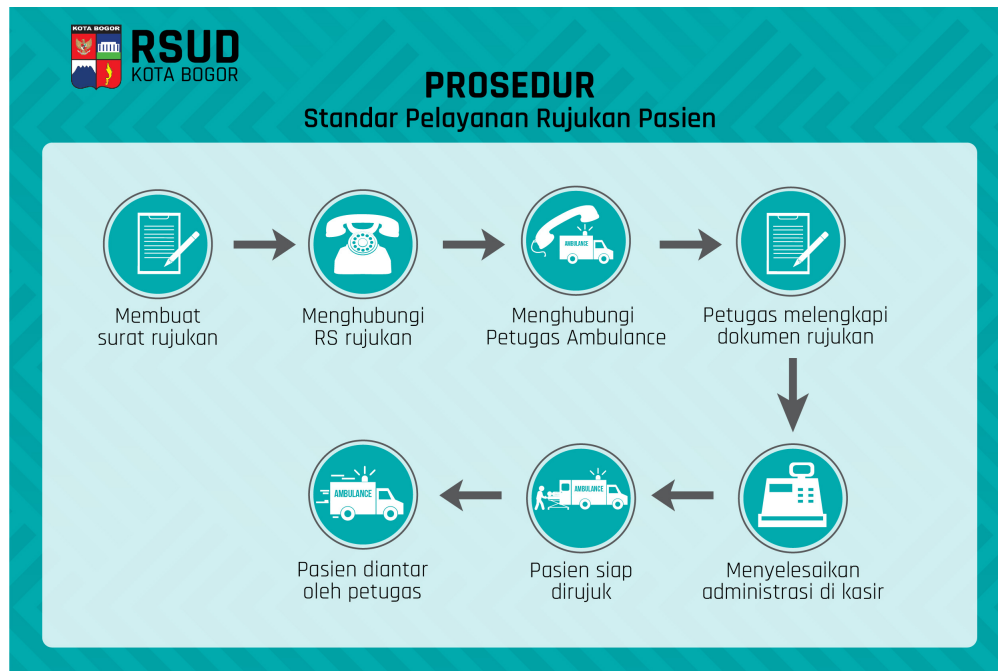 KOTA BOGOR
RSUD
KOTA BOGOR
PROSEDUR
Standar Pelayanan Rujukan Pasien
Membuat
surat rujukan
Menghubungi
RS rujukan
AMBULANCE
Menghubungi
Petugas Ambulance
Petugas melengkapi
dokumen rujukan
Menyelesaikan
administrasi di kasir
AMBULANCE
Pasien siap
dirujuk
AMBULANCE
Pasien diantar
oleh petugas